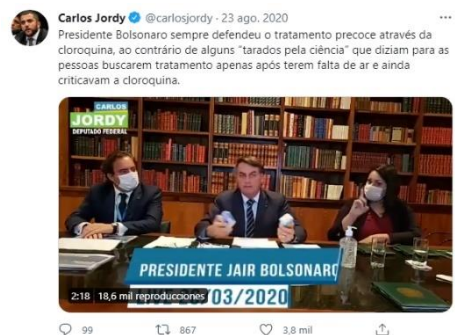 Carlos Jordy @carlosjordy · 23 ago. 2020
Presidente Bolsonaro sempre defendeu o tratamento precoce através da
cloroquina, ao contrário de alguns "tarados pela ciência" que diziam para as
pessoas buscarem tratamento apenas após terem falta de ar e ainda
criticavam a cloroquina.
CARLOS
JORDY
DEPUTADO FEDERAL
PRESIDENTE JAIR BOLSONARO
2:18 18,6 mil reproducciones
/03/2020
99 867 3,8 mil